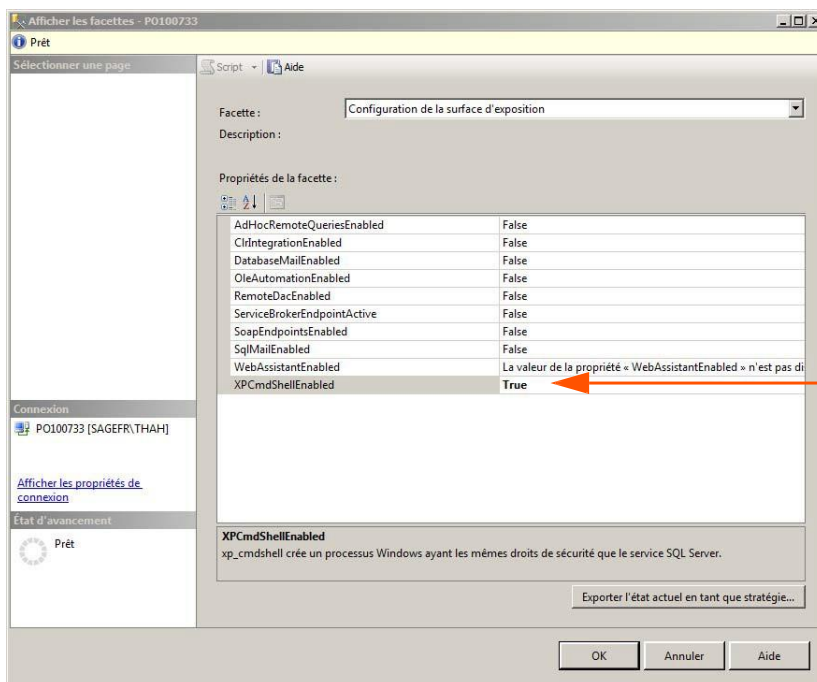 Afficher les facettes - PO100733
Prêt
Sélectionner une page
Script
Aide
Facette :
Configuration de la surface d'exposition
Description :
Propriétés de la facette :
AdHocRemoteQueriesEnabled False
ClrIntegrationEnabled False
DatabaseMailEnabled False
OleAutomationEnabled False
RemoteDacEnabled False
ServiceBrokerEndpointActive False
SoapEndpointsEnabled False
SqlMailEnabled False
WebAssistantEnabled La valeur de la propriété « WebAssistantEnabled » n'est pas di
XPCmdShellEnabled True
Connexion
PO100733 [SAGEFR\THAH]
Afficher les propriétés de
connexion
État d'avancement
Prêt
XPCmdShellEnabled
xp_cmdshell crée un processus Windows ayant les mêmes droits de sécurité que le service SQL Server.
Exporter l'état actuel en tant que stratégie...
OK Annuler Aide